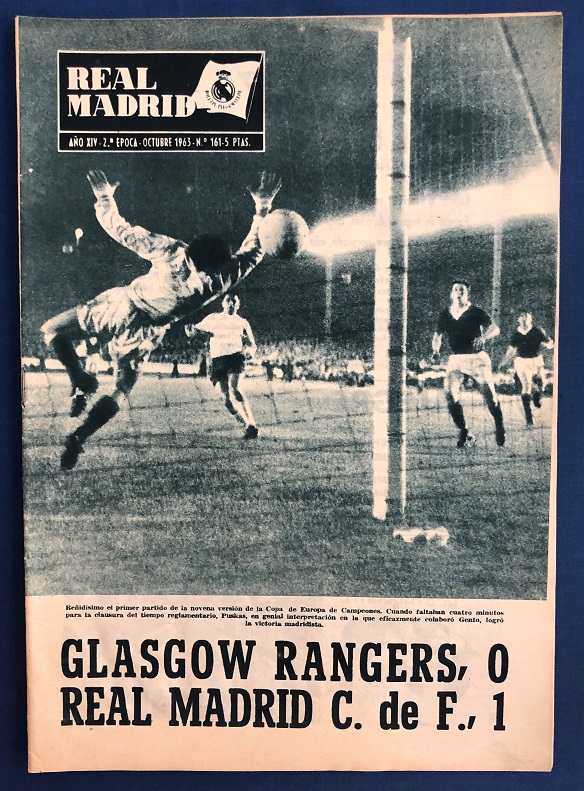 REAL
MADRID
AÑO XIV - 2.ª EPOCA - OCTUBRE 1963 - N.º 161 - 5 PTAS.
Reñidísimo el primer partido de la novena versión de la Copa de Europa de Campeones. Cuando faltaban cuatro minutos
para la clausura del tiempo reglamentario, Puskas, en genial interpretación en la que eficazmente colaboró Gento, logró
la victoria madridista.
GLASGOW RANGERS, 0
REAL MADRID C. de F., 1